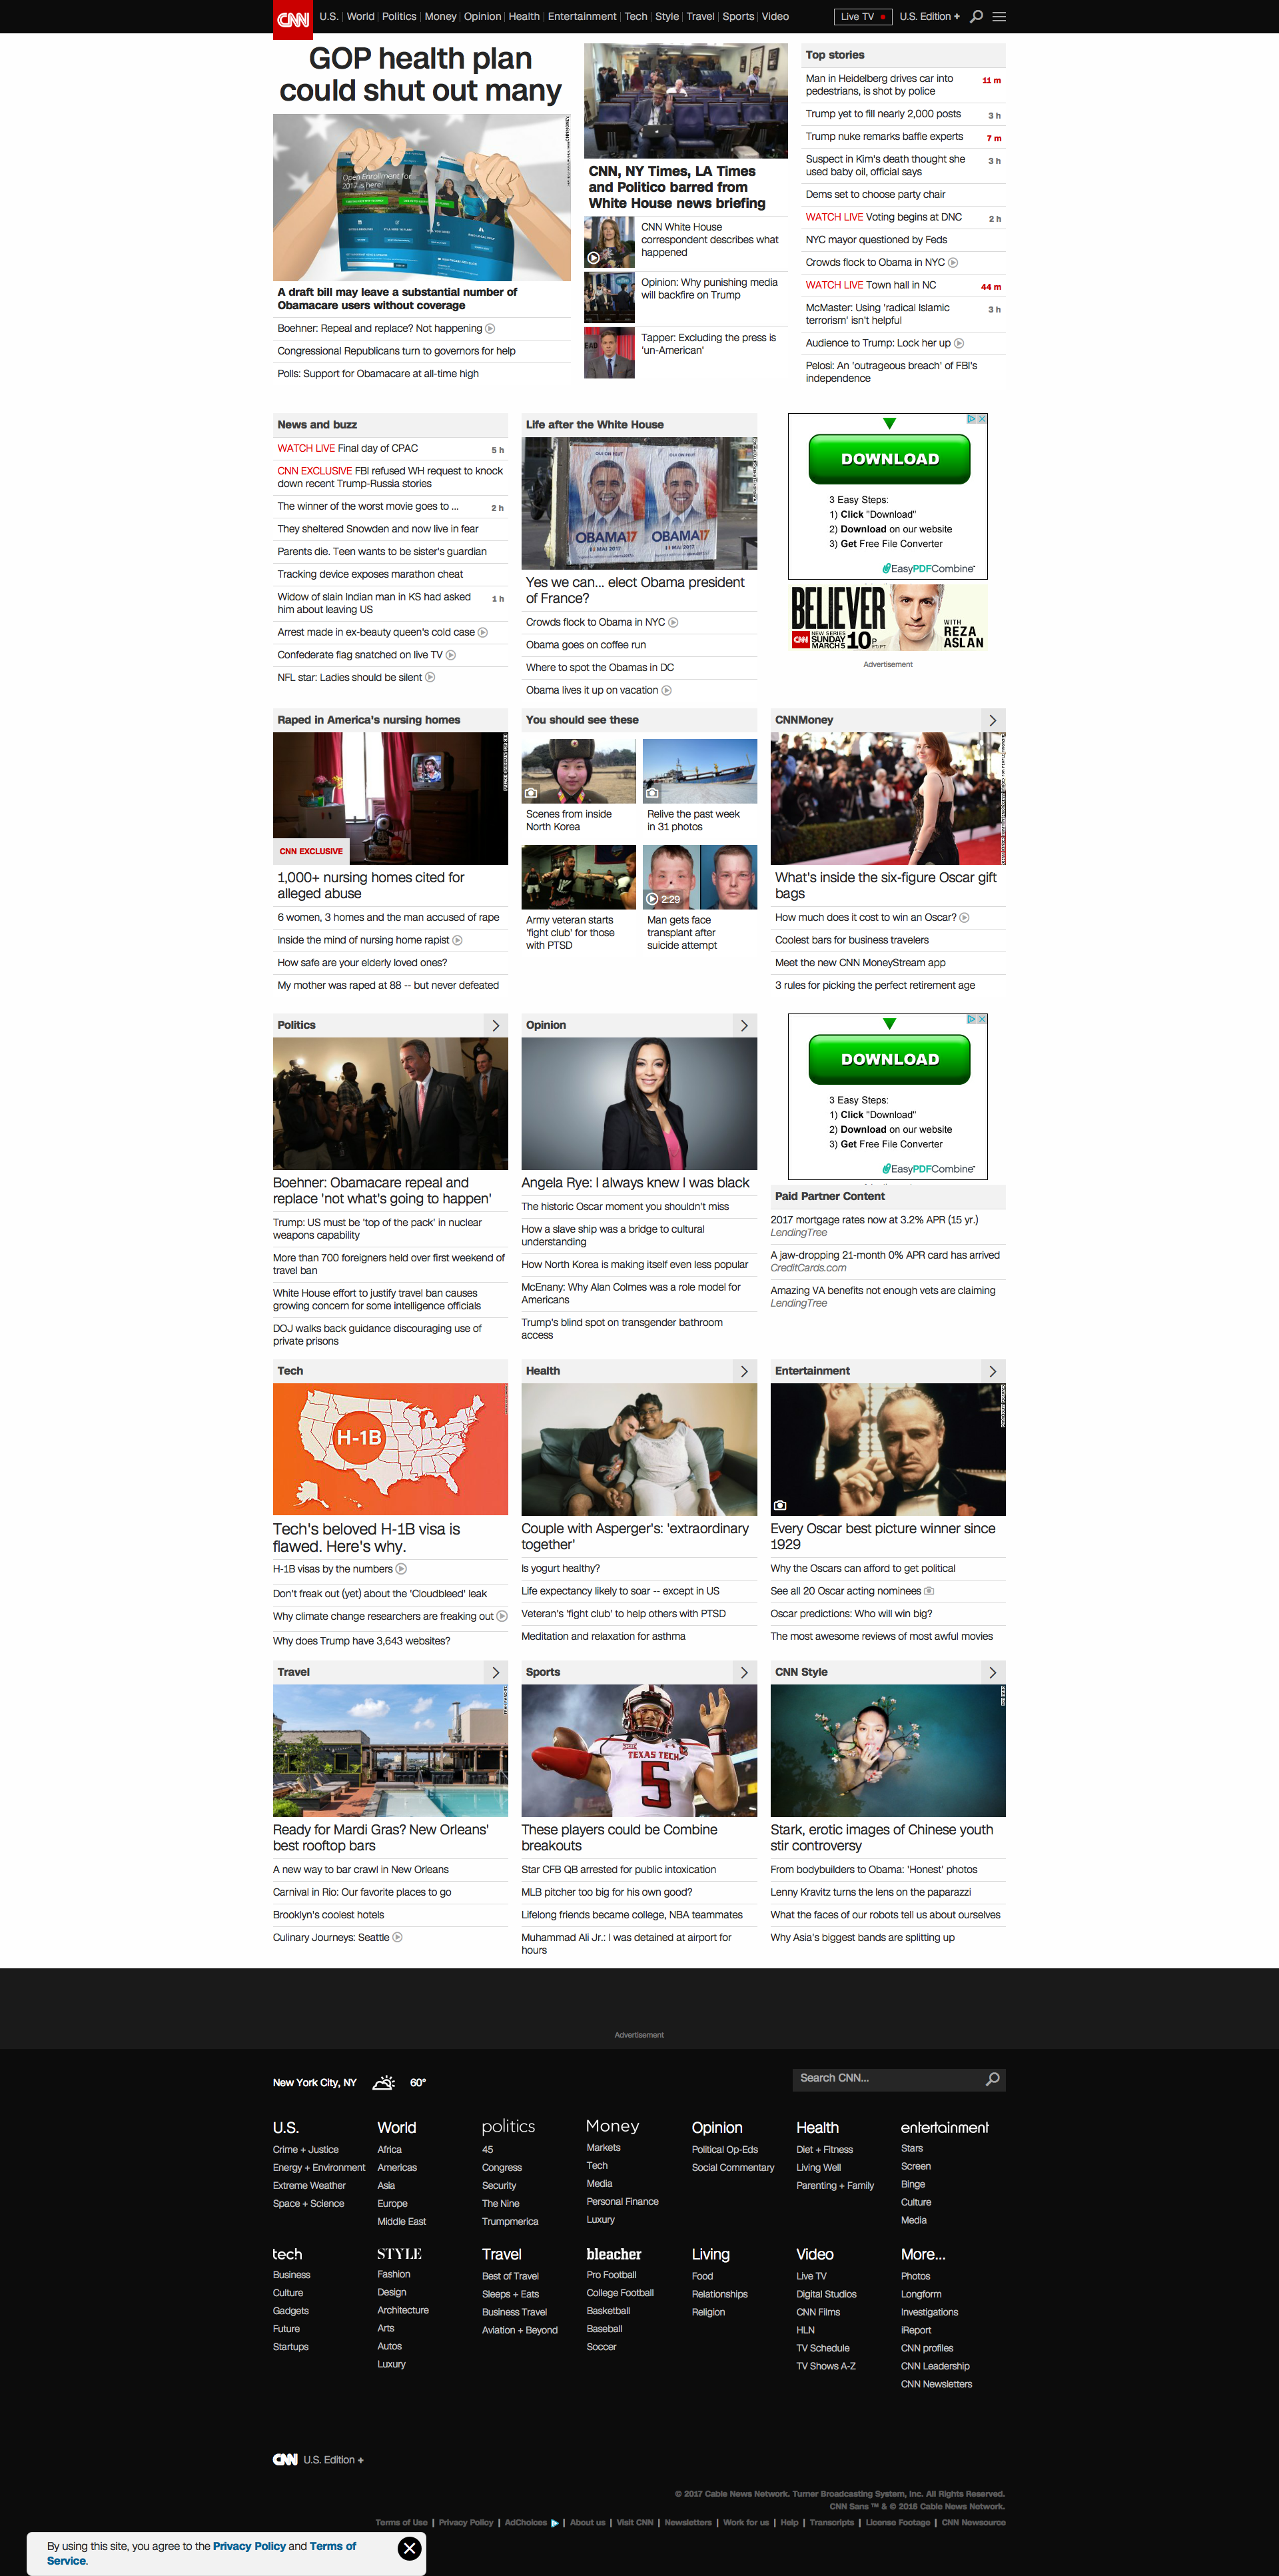 CNN
U.S. World Politics Money Opinion Health Entertainment Tech Style Travel Sports Video
Live TV U.S. Edition +
GOP health plan
could shut out many
Open Enrollment for
2017 is here!
A draft bill may leave a substantial number of
Obamacare users without coverage
Boehner: Repeal and replace? Not happening
Congressional Republicans turn to governors for help
Polls: Support for Obamacare at all-time high
CNN, NY Times, LA Times
and Politico barred from
White House news briefing
CNN White House
correspondent describes what
happened
Opinion: Why punishing media
will backfire on Trump
Tapper: Excluding the press is
'un-American'
Top stories
Man in Heidelberg drives car into 11 m
pedestrians, is shot by police
Trump yet to fill nearly 2,000 posts 3 h
Trump nuke remarks baffle experts 7 m
Suspect in Kim's death thought she 3 h
used baby oil, official says
Dems set to choose party chair
WATCH LIVE Voting begins at DNC 2 h
NYC mayor questioned by Feds
Crowds flock to Obama in NYC
WATCH LIVE Town hall in NC 44 m
McMaster: Using 'radical Islamic 3 h
terrorism' isn't helpful
Audience to Trump: Lock her up
Pelosi: An 'outrageous breach' of FBI's
independence
News and buzz
WATCH LIVE Final day of CPAC 5 h
CNN EXCLUSIVE FBI refused WH request to knock
down recent Trump-Russia stories
The winner of the worst movie goes to ... 2 h
They sheltered Snowden and now live in fear
Parents die. Teen wants to be sister's guardian
Tracking device exposes marathon cheat
Widow of slain Indian man in KS had asked 1 h
him about leaving US
Arrest made in ex-beauty queen's cold case
Confederate flag snatched on live TV
NFL star: Ladies should be silent
Life after the White House
OUI ON PEUT
OBAMA17 OBAMA17
Yes we can... elect Obama president
of France?
Crowds flock to Obama in NYC
Obama goes on coffee run
Where to spot the Obamas in DC
Obama lives it up on vacation
DOWNLOAD
3 Easy Steps:
1) Click "Download"
2) Download on our website
3) Get Free File Converter
EasyPDFCombine
BELIEVER
CNN NEW SERIES SUNDAY MARCH 5 10P
WITH
REZA
ASLAN
Advertisement
Raped in America's nursing homes
CNN EXCLUSIVE
1,000+ nursing homes cited for
alleged abuse
6 women, 3 homes and the man accused of rape
Inside the mind of nursing home rapist
How safe are your elderly loved ones?
My mother was raped at 88 -- but never defeated
You should see these
Scenes from inside
North Korea
Relive the past week
in 31 photos
2:29
Army veteran starts
'fight club' for those
with PTSD
Man gets face
transplant after
suicide attempt
CNNMoney
What's inside the six-figure Oscar gift
bags
How much does it cost to win an Oscar?
Coolest bars for business travelers
Meet the new CNN MoneyStream app
3 rules for picking the perfect retirement age
Politics
Boehner: Obamacare repeal and
replace 'not what's going to happen'
Trump: US must be 'top of the pack' in nuclear
weapons capability
More than 700 foreigners held over first weekend of
travel ban
White House effort to justify travel ban causes
growing concern for some intelligence officials
DOJ walks back guidance discouraging use of
private prisons
Opinion
Angela Rye: I always knew I was black
The historic Oscar moment you shouldn't miss
How a slave ship was a bridge to cultural
understanding
How North Korea is making itself even less popular
McEnany: Why Alan Colmes was a role model for
Americans
Trump's blind spot on transgender bathroom
access
DOWNLOAD
3 Easy Steps:
1) Click "Download"
2) Download on our website
3) Get Free File Converter
EasyPDFCombine
Paid Partner Content
2017 mortgage rates now at 3.2% APR (15 yr.)
LendingTree
A jaw-dropping 21-month 0% APR card has arrived
CreditCards.com
Amazing VA benefits not enough vets are claiming
LendingTree
Tech
H-1B
Tech's beloved H-1B visa is
flawed. Here's why.
H-1B visas by the numbers
Don't freak out (yet) about the 'Cloudbleed' leak
Why climate change researchers are freaking out
Why does Trump have 3,643 websites?
Health
Couple with Asperger's: 'extraordinary
together'
Is yogurt healthy?
Life expectancy likely to soar -- except in US
Veteran's 'fight club' to help others with PTSD
Meditation and relaxation for asthma
Entertainment
Every Oscar best picture winner since
1929
Why the Oscars can afford to get political
See all 20 Oscar acting nominees
Oscar predictions: Who will win big?
The most awesome reviews of most awful movies
Travel
Ready for Mardi Gras? New Orleans'
best rooftop bars
A new way to bar crawl in New Orleans
Carnival in Rio: Our favorite places to go
Brooklyn's coolest hotels
Culinary Journeys: Seattle
Sports
TEXAS TECH
5
These players could be Combine
breakouts
Star CFB QB arrested for public intoxication
MLB pitcher too big for his own good?
Lifelong friends became college, NBA teammates
Muhammad Ali Jr.: I was detained at airport for
hours
CNN Style
Stark, erotic images of Chinese youth
stir controversy
From bodybuilders to Obama: 'Honest' photos
Lenny Kravitz turns the lens on the paparazzi
What the faces of our robots tell us about ourselves
Why Asia's biggest bands are splitting up
Advertisement
New York City, NY 60°
Search CNN...
U.S.
Crime + Justice
Energy + Environment
Extreme Weather
Space + Science
World
Africa
Americas
Asia
Europe
Middle East
politics
45
Congress
Security
The Nine
Trumpmerica
Money
Markets
Tech
Media
Personal Finance
Luxury
Opinion
Political Op-Eds
Social Commentary
Health
Diet + Fitness
Living Well
Parenting + Family
entertainment
Stars
Screen
Binge
Culture
Media
tech
Business
Culture
Gadgets
Future
Startups
STYLE
Fashion
Design
Architecture
Arts
Autos
Luxury
Travel
Best of Travel
Sleeps + Eats
Business Travel
Aviation + Beyond
bleacher
Pro Football
College Football
Basketball
Baseball
Soccer
Living
Food
Relationships
Religion
Video
Live TV
Digital Studios
CNN Films
HLN
TV Schedule
TV Shows A-Z
More...
Photos
Longform
Investigations
iReport
CNN profiles
CNN Leadership
CNN Newsletters
CNN U.S. Edition +
© 2017 Cable News Network. Turner Broadcasting System, Inc. All Rights Reserved.
CNN Sans ™ & © 2016 Cable News Network.
Terms of Use | Privacy Policy | AdChoices | About us | Visit CNN | Newsletters | Work for us | Help | Transcripts | License Footage | CNN Newsource
By using this site, you agree to the Privacy Policy and Terms of
Service.